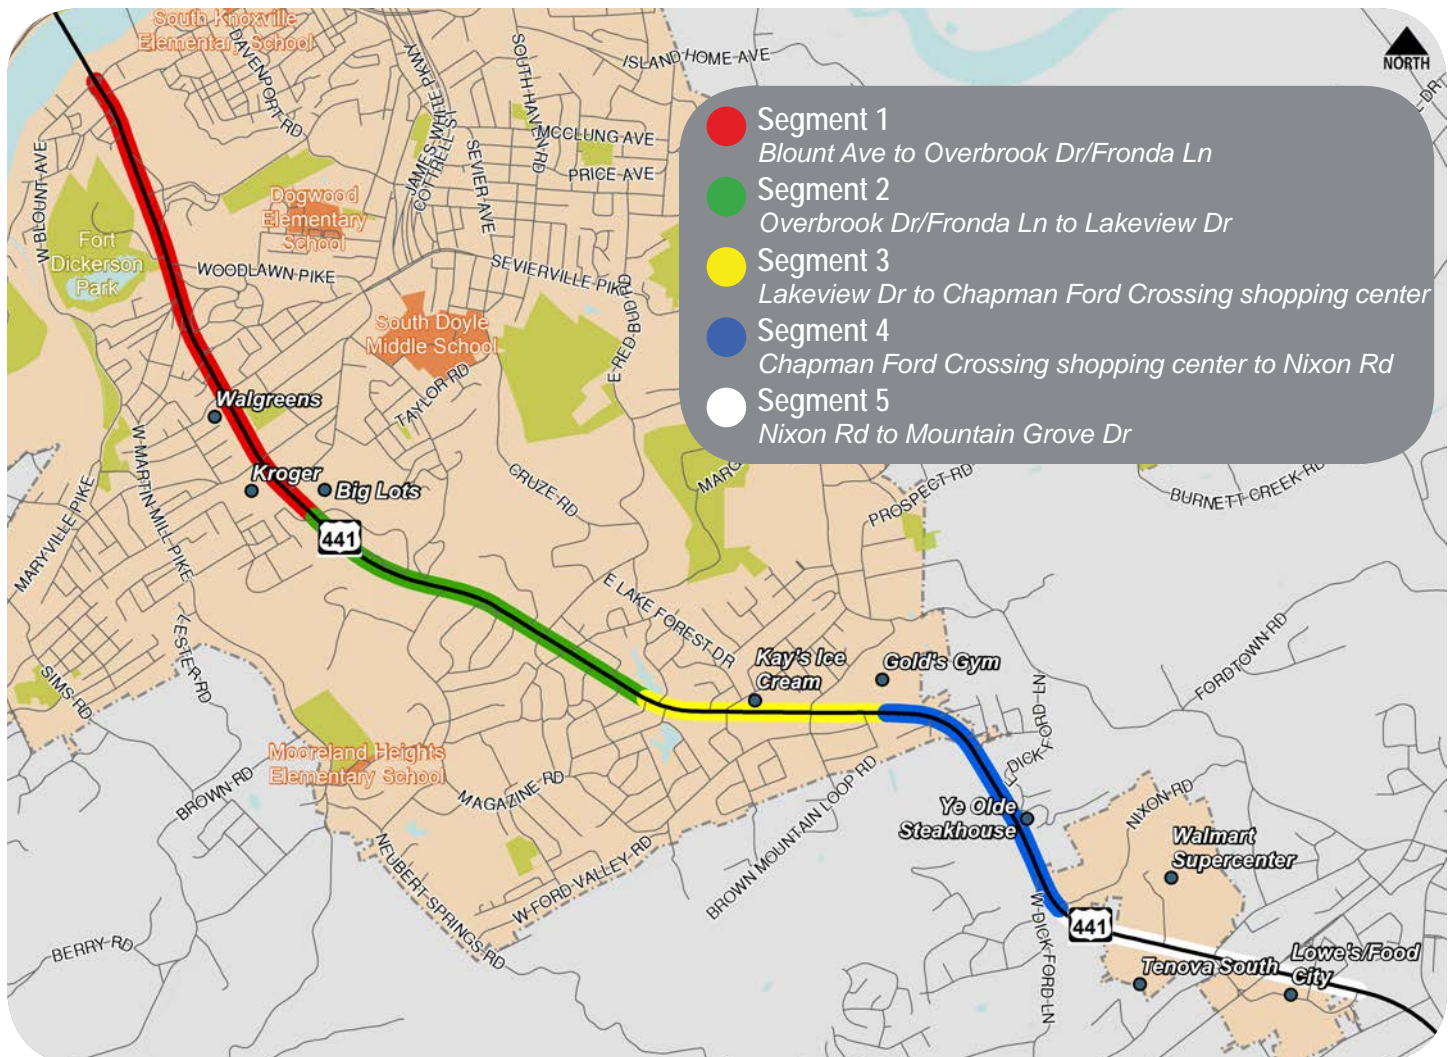 South Knoxville
Elementary School
DAVENPORT RD
JAMES WHITE PKWY
COTTRELL ST
SOUTH HAVEN RD
ISLAND HOME AVE
NORTH
MCCLUNG AVE
PRICE AVE
SEVIER AVE
W BLOUNT AVE
Dogwood
Elementary
School
Fort
Dickerson
Park
WOODLAWN PIKE
SEVIERVILLE PIKE
E RED BUD RD
South Doyle
Middle School
TAYLOR RD
Segment 1
Blount Ave to Overbrook Dr/Fronda Ln
Segment 2
Overbrook Dr/Fronda Ln to Lakeview Dr
Segment 3
Lakeview Dr to Chapman Ford Crossing shopping center
Segment 4
Chapman Ford Crossing shopping center to Nixon Rd
Segment 5
Nixon Rd to Mountain Grove Dr
Walgreens
Kroger
Big Lots
441
W MARTIN MILL PIKE
MARYVILLE PIKE
CRUZE RD
PROSPECT RD
BURNETT CREEK RD
LESTER RD
SIMS RD
E LAKE FOREST DR
Kay's Ice
Cream
Gold's Gym
FORDTOWN RD
Mooreland Heights
Elementary School
BROWN RD
MAGAZINE RD
NEUBERT SPRINGS RD
W FORD VALLEY RD
BROWN MOUNTAIN LOOP RD
E DICK FORD LN
Ye Olde
Steakhouse
NIXON RD
Walmart
Supercenter
W DICK FORD LN
441
BERRY RD
Tenova South
Lowe's/Food
City